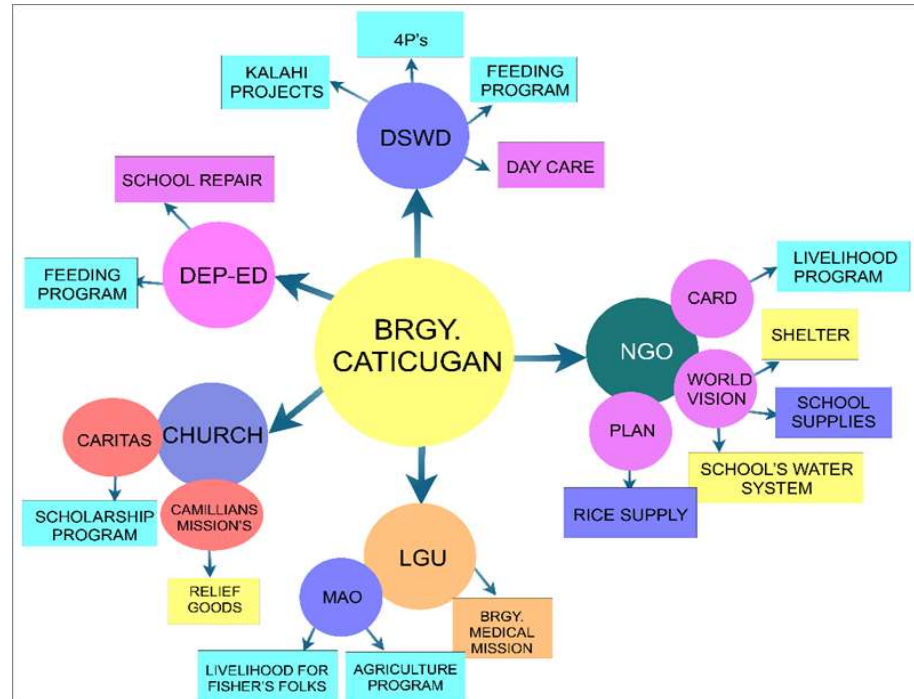 4P's
KALAHI
PROJECTS
FEEDING
PROGRAM
DSWD
DAY CARE
SCHOOL REPAIR
DEP-ED
FEEDING
PROGRAM
BRGY.
CATICUGAN
NGO
CARD
LIVELIHOOD
PROGRAM
SHELTER
WORLD
VISION
SCHOOL
SUPPLIES
PLAN
SCHOOL'S WATER
SYSTEM
RICE SUPPLY
CHURCH
CARITAS
SCHOLARSHIP
PROGRAM
CAMILLIANS
MISSION'S
RELIEF
GOODS
LGU
MAO
BRGY.
MEDICAL
MISSION
LIVELIHOOD FOR
FISHER'S FOLKS
AGRICULTURE
PROGRAM